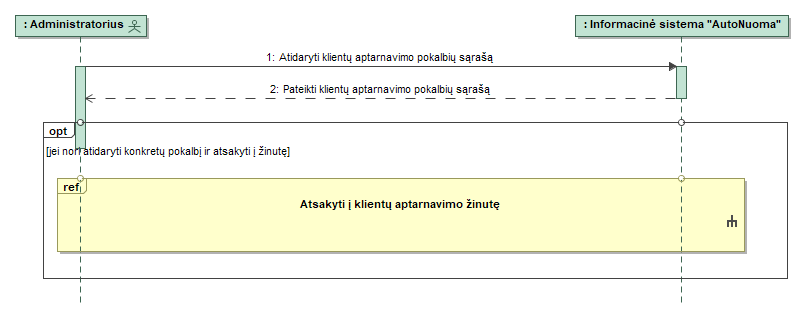 : Administratorius
: Informacinė sistema "AutoNuoma"
1: Atidaryti klientų aptarnavimo pokalbių sąrašą
2: Pateikti klientų aptarnavimo pokalbių sąrašą
opt
[jei nori atidaryti konkretų pokalbį ir atsakyti į žinutę]
ref
Atsakyti į klientų aptarnavimo žinutę